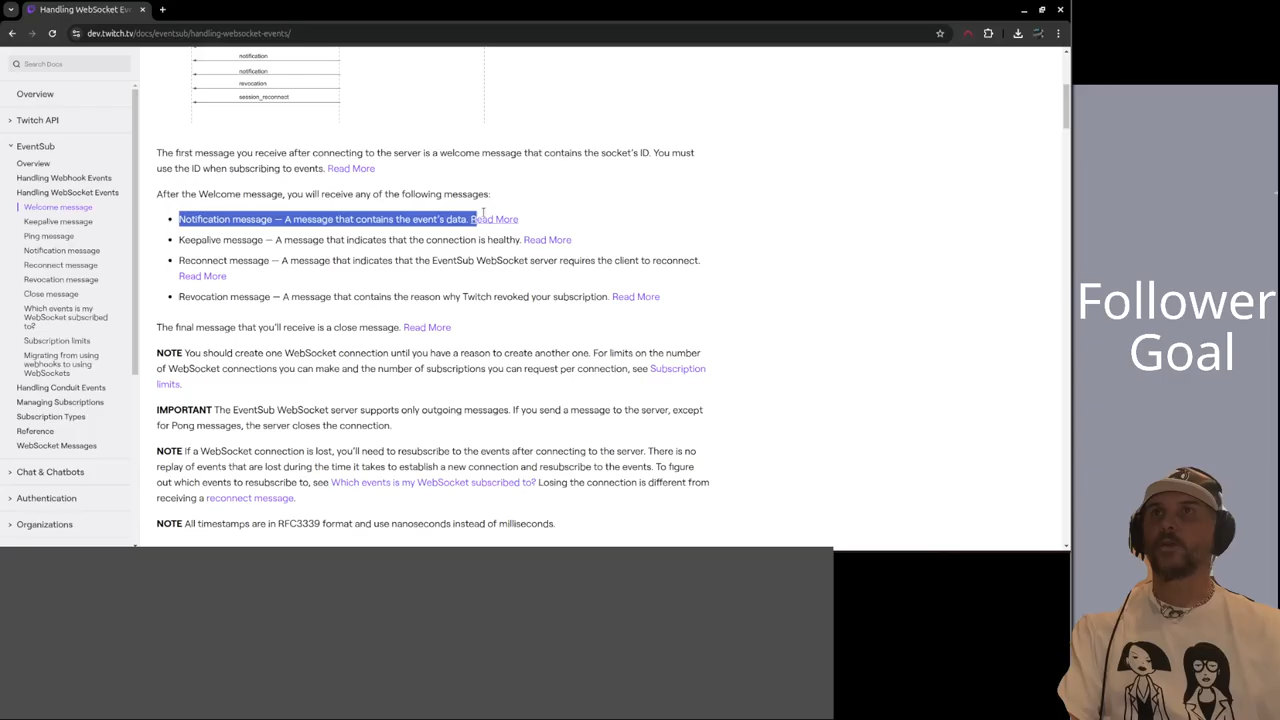 Handling WebSocket Ev
dev.twitch.tv/docs/eventsub/handling-websocket-events/
Search Docs
Overview
Twitch API
EventSub
Overview
Handling Webhook Events
Handling WebSocket Events
Welcome message
Keepalive message
Ping message
Notification message
Reconnect message
Revocation message
Close message
Which events is my
WebSocket subscribed
to?
Subscription limits
Migrating from using
webhooks to using
WebSockets
Handling Conduit Events
Managing Subscriptions
Subscription Types
Reference
WebSocket Messages
Chat & Chatbots
Authentication
Organizations
notification
notification
revocation
session_reconnect
The first message you receive after connecting to the server is a welcome message that contains the socket's ID. You must
use the ID when subscribing to events. Read More
After the Welcome message, you will receive any of the following messages:
• Notification message — A message that contains the event's data. Read More
• Keepalive message — A message that indicates that the connection is healthy. Read More
• Reconnect message — A message that indicates that the EventSub WebSocket server requires the client to reconnect.
Read More
• Revocation message — A message that contains the reason why Twitch revoked your subscription. Read More
The final message that you'll receive is a close message. Read More
NOTE You should create one WebSocket connection until you have a reason to create another one. For limits on the number
of WebSocket connections you can make and the number of subscriptions you can request per connection, see Subscription
limits.
IMPORTANT The EventSub WebSocket server supports only outgoing messages. If you send a message to the server, except
for Pong messages, the server closes the connection.
NOTE If a WebSocket connection is lost, you'll need to resubscribe to the events after connecting to the server. There is no
replay of events that are lost during the time it takes to establish a new connection and resubscribe to the events. To figure
out which events to resubscribe to, see Which events is my WebSocket subscribed to? Losing the connection is different from
receiving a reconnect message.
NOTE All timestamps are in RFC3339 format and use nanoseconds instead of milliseconds.
Follower
Goal